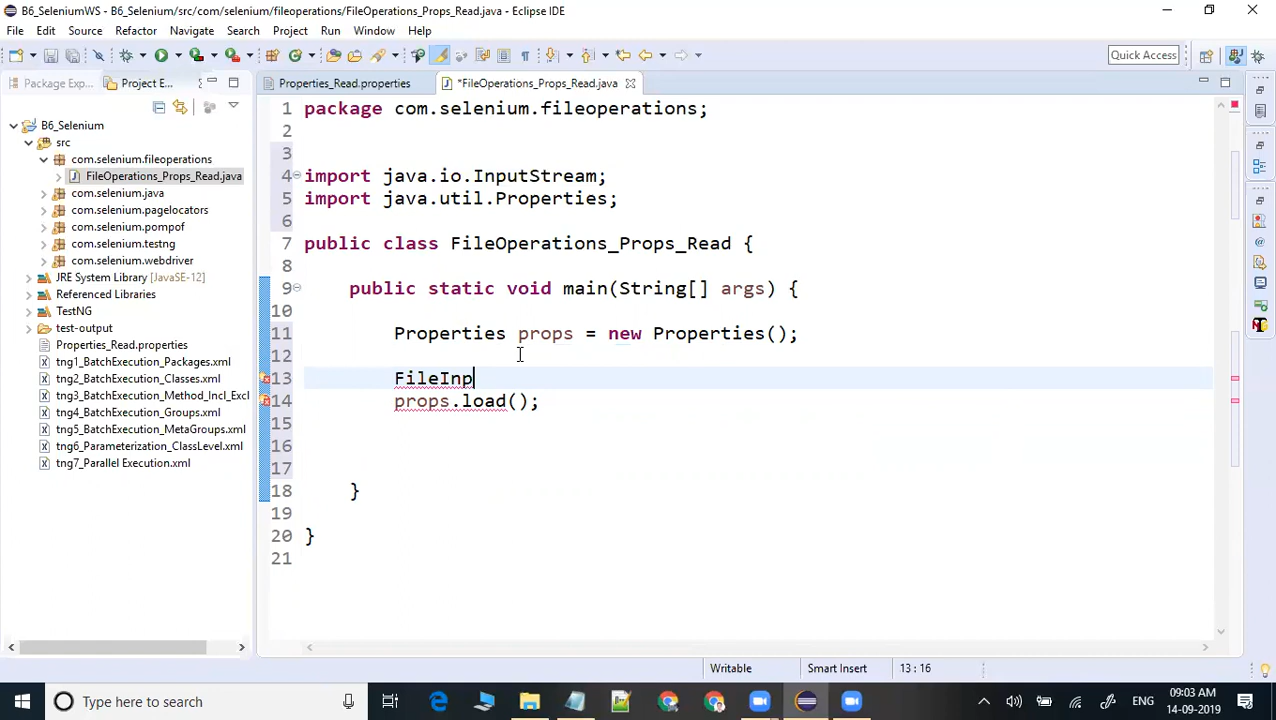 B6_SeleniumWS - B6_Selenium/src/com/selenium/fileoperations/FileOperations_Props_Read.java - Eclipse IDE
File Edit Source Refactor Navigate Search Project Run Window Help
Quick Access
Package Exp... Project E...
Properties_Read.properties *FileOperations_Props_Read.java
B6_Selenium
src
com.selenium.fileoperations
FileOperations_Props_Read.java
com.selenium.java
com.selenium.pagelocators
com.selenium.pompof
com.selenium.testng
com.selenium.webdriver
JRE System Library [JavaSE-12]
Referenced Libraries
TestNG
test-output
Properties_Read.properties
tng1_BatchExecution_Packages.xml
tng2_BatchExecution_Classes.xml
tng3_BatchExecution_Method_Incl_Excl
tng4_BatchExecution_Groups.xml
tng5_BatchExecution_MetaGroups.xml
tng6_Parameterization_ClassLevel.xml
tng7_Parallel Execution.xml
1 package com.selenium.fileoperations;
2
3
4 import java.io.InputStream;
5 import java.util.Properties;
6
7 public class FileOperations_Props_Read {
8
9 public static void main(String[] args) {
10
11 Properties props = new Properties();
12
13 FileInp
14 props.load();
15
16
17
18 }
19
20 }
21
Writable Smart Insert 13 : 16
Type here to search
ENG
09:03 AM
14-09-2019